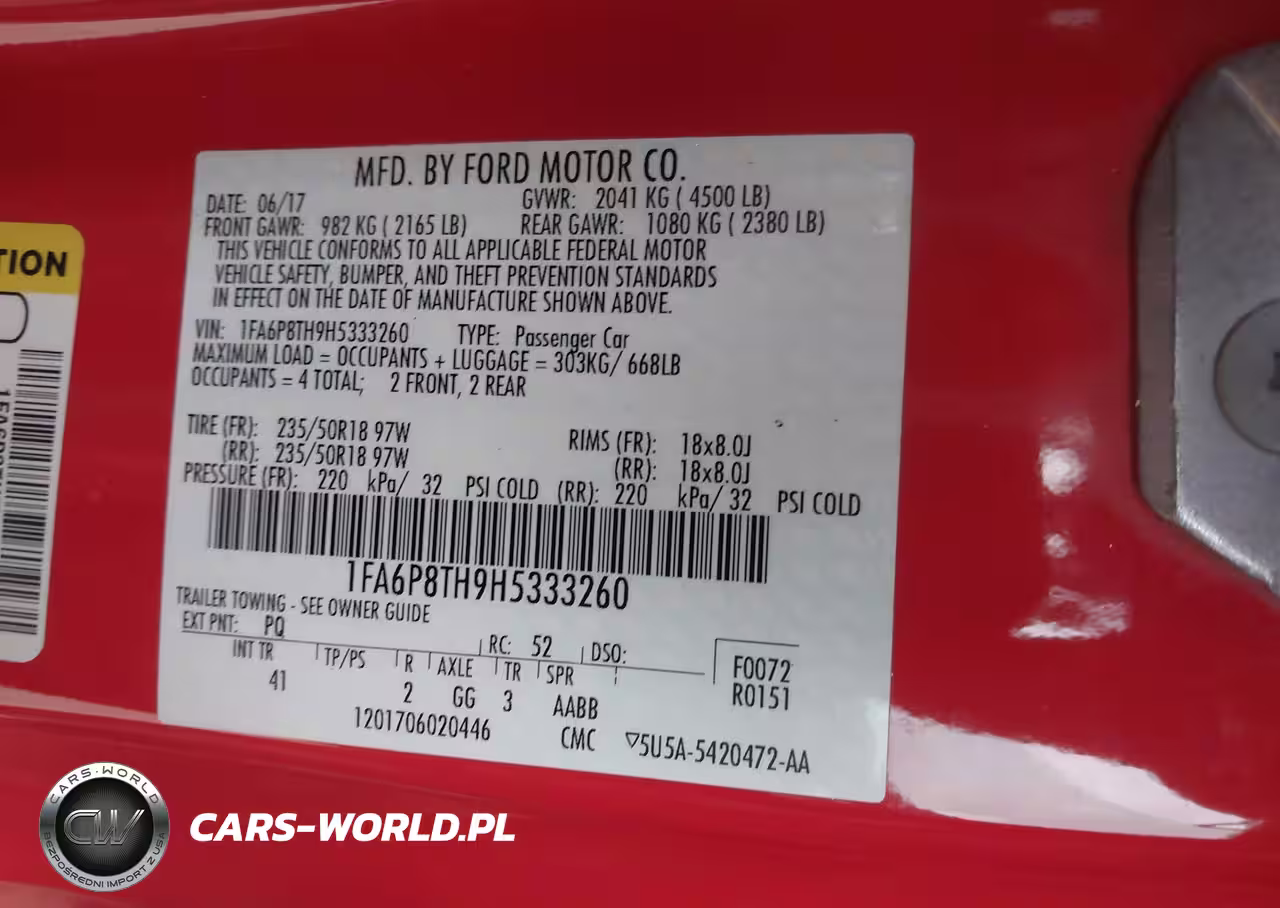 MFD. BY FORD MOTOR CO.
DATE: 06/17 GVWR: 2041 KG ( 4500 LB)
FRONT GAWR: 982 KG ( 2165 LB) REAR GAWR: 1080 KG ( 2380 LB)
THIS VEHICLE CONFORMS TO ALL APPLICABLE FEDERAL MOTOR
VEHICLE SAFETY, BUMPER, AND THEFT PREVENTION STANDARDS
IN EFFECT ON THE DATE OF MANUFACTURE SHOWN ABOVE.
VIN: 1FA6P8TH9H5333260 TYPE: Passenger Car
MAXIMUM LOAD = OCCUPANTS + LUGGAGE = 303KG/ 668LB
OCCUPANTS = 4 TOTAL; 2 FRONT, 2 REAR
TIRE (FR): 235/50R18 97W RIMS (FR): 18x8.0J
(RR): 235/50R18 97W (RR): 18x8.0J
PRESSURE (FR): 220 kPa/ 32 PSI COLD (RR): 220 kPa/ 32 PSI COLD
1FA6P8TH9H5333260
TRAILER TOWING - SEE OWNER GUIDE
EXT PNT: PQ RC: 52 DSO:
INT TR TP/PS R AXLE TR SPR F0072
41 2 GG 3 AABB R0151
1201706020446 CMC ▽5U5A-5420472-AA
TION
CARS-WORLD
CW
BEZPOŚREDNI IMPORT Z USA
CARS-WORLD.PL